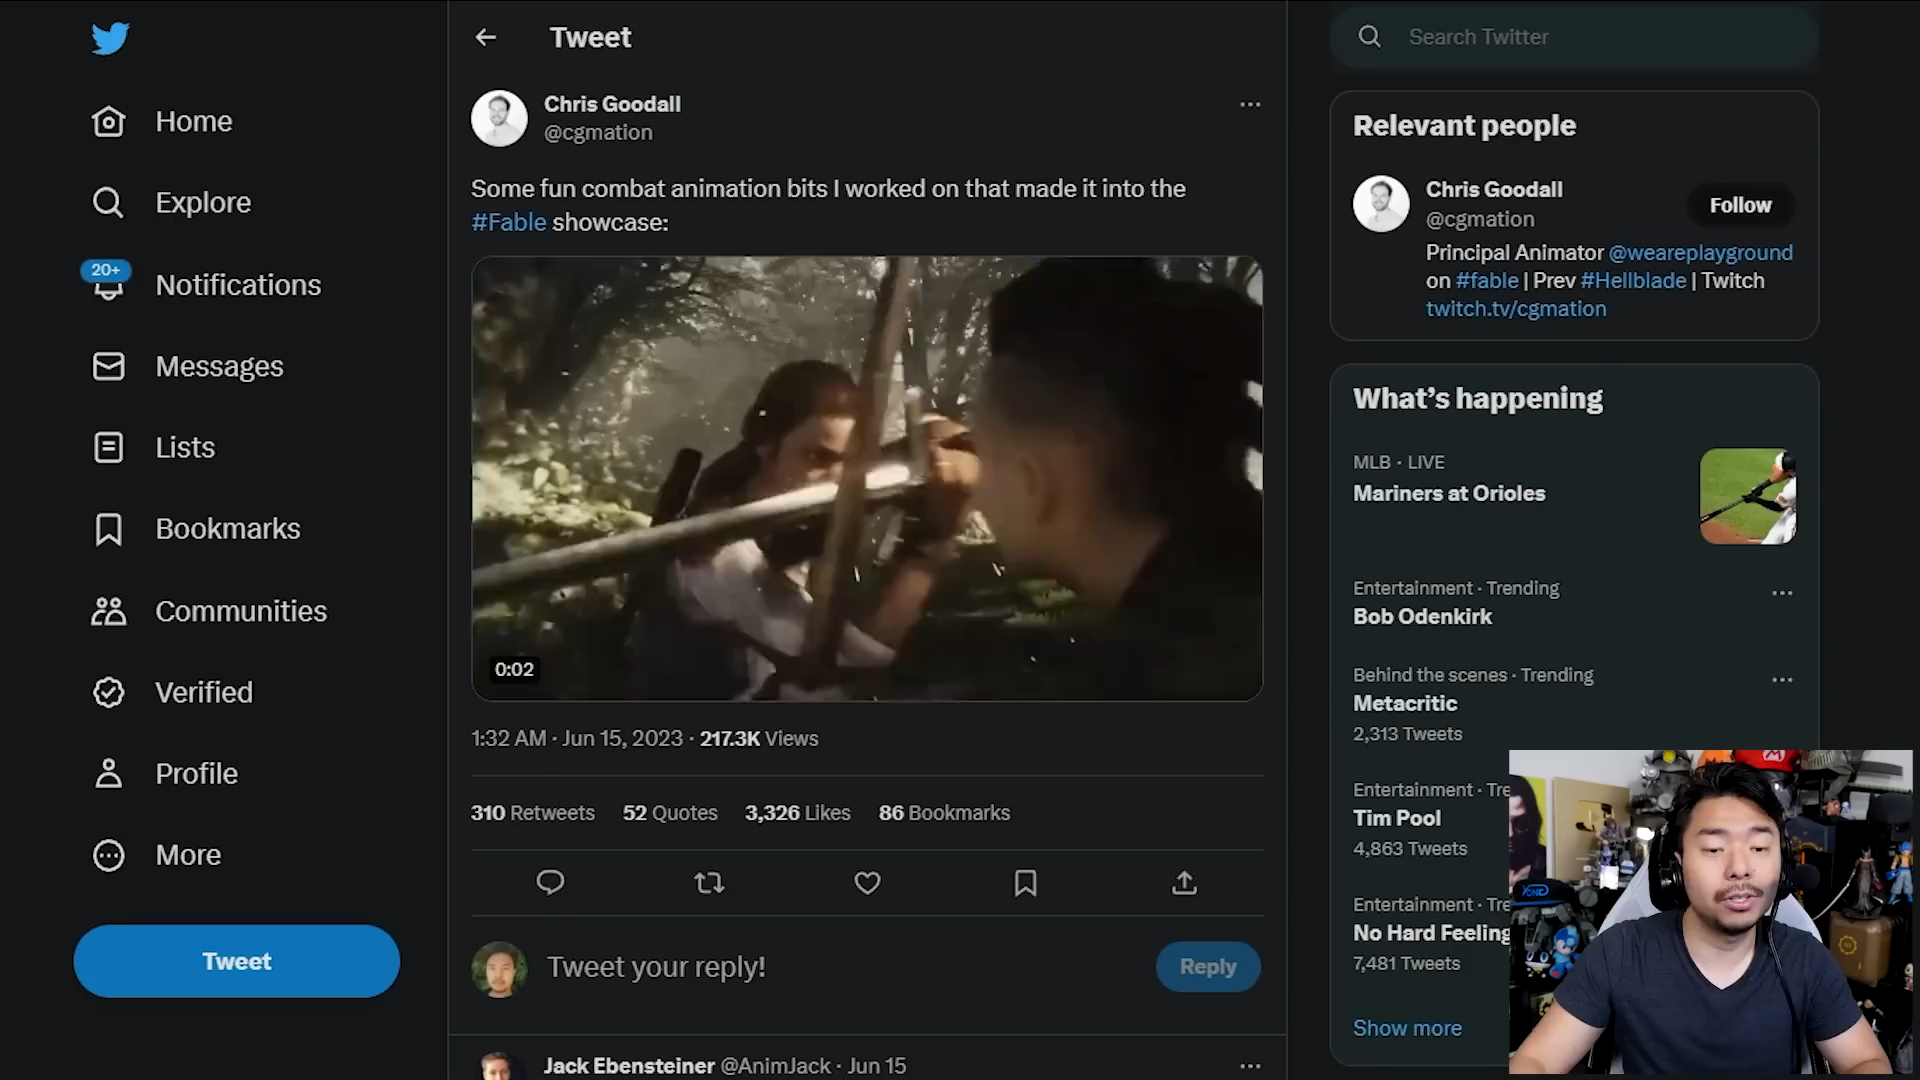 Home
Explore
20+
Notifications
Messages
Lists
Bookmarks
Communities
Verified
Profile
More
Tweet
Tweet
Chris Goodall
@cgmation
Some fun combat animation bits I worked on that made it into the
#Fable showcase:
0:02
1:32 AM · Jun 15, 2023 · 217.3K Views
310 Retweets 52 Quotes 3,326 Likes 86 Bookmarks
Tweet your reply!
Reply
Jack Ebensteiner @AnimJack · Jun 15
Search Twitter
Relevant people
Chris Goodall
@cgmation
Follow
Principal Animator @weareplayground
on #fable | Prev #Hellblade | Twitch
twitch.tv/cgmation
What's happening
MLB · LIVE
Mariners at Orioles
Entertainment · Trending
Bob Odenkirk
Behind the scenes · Trending
Metacritic
2,313 Tweets
Entertainment · Tre
Tim Pool
4,863 Tweets
Entertainment · Tre
No Hard Feeling
7,481 Tweets
Show more